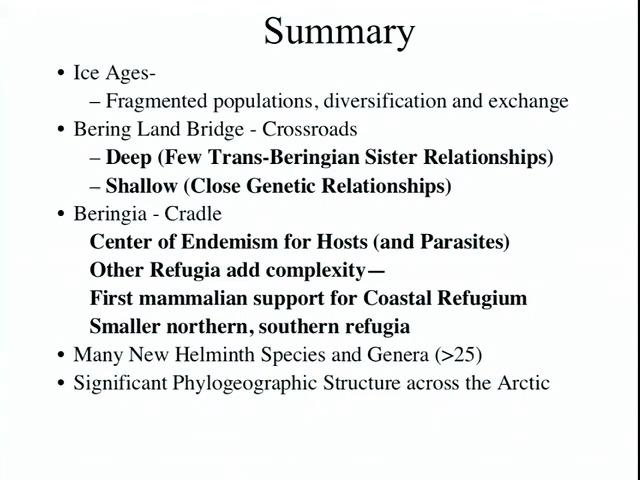 Summary
• Ice Ages-
– Fragmented populations, diversification and exchange
• Bering Land Bridge - Crossroads
– Deep (Few Trans-Beringian Sister Relationships)
– Shallow (Close Genetic Relationships)
• Beringia - Cradle
Center of Endemism for Hosts (and Parasites)
Other Refugia add complexity—
First mammalian support for Coastal Refugium
Smaller northern, southern refugia
• Many New Helminth Species and Genera (>25)
• Significant Phylogeographic Structure across the Arctic